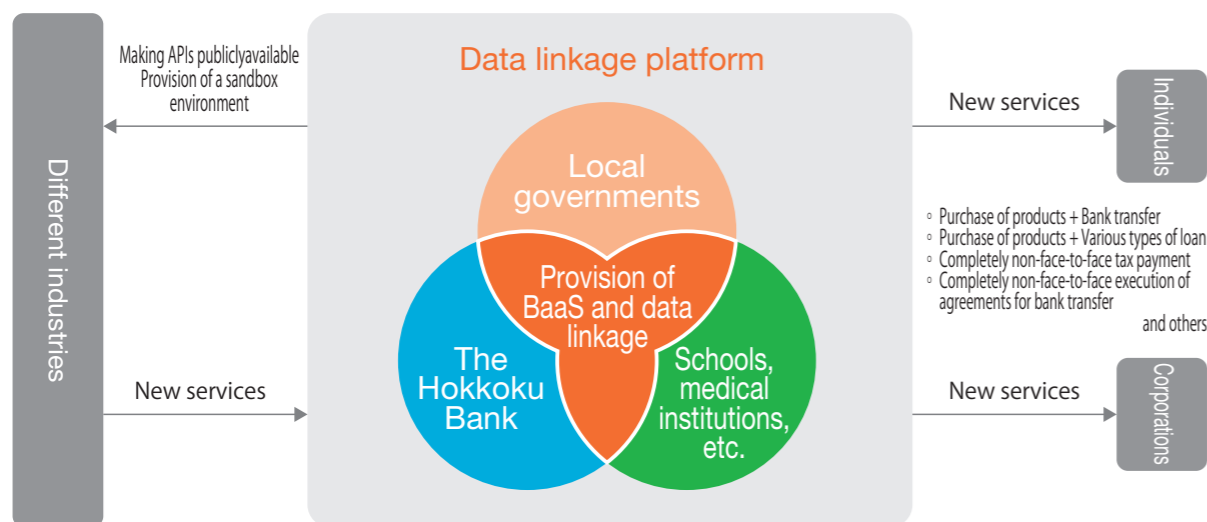 Different industries
Making APIs publiclyavailable
Provision of a sandbox
environment
New services
Data linkage platform
Local
governments
Provision of
BaaS and data
linkage
The
Hokkoku
Bank
Schools,
medical
institutions,
etc.
New services
Individuals
◦ Purchase of products + Bank transfer
◦ Purchase of products + Various types of loan
◦ Completely non-face-to-face tax payment
◦ Completely non-face-to-face execution of
agreements for bank transfer
and others
New services
Corporations